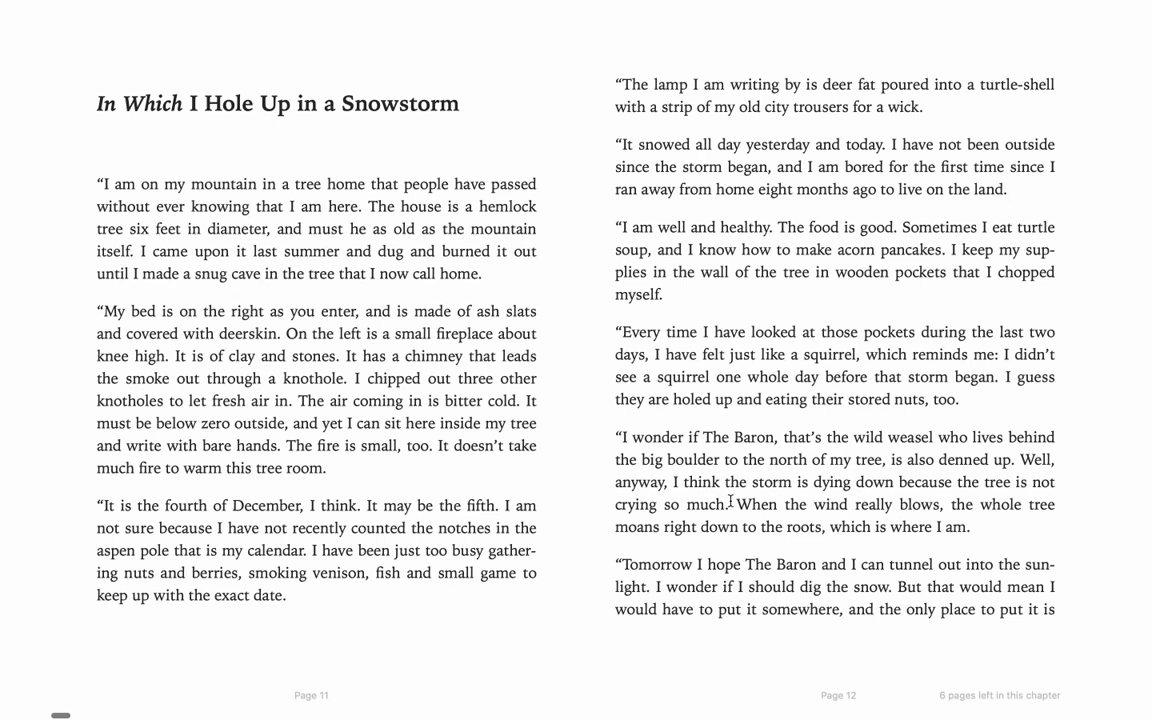 In Which I Hole Up in a Snowstorm
“I am on my mountain in a tree home that people have passed
without ever knowing that I am here. The house is a hemlock
tree six feet in diameter, and must he as old as the mountain
itself. I came upon it last summer and dug and burned it out
until I made a snug cave in the tree that I now call home.
“My bed is on the right as you enter, and is made of ash slats
and covered with deerskin. On the left is a small fireplace about
knee high. It is of clay and stones. It has a chimney that leads
the smoke out through a knothole. I chipped out three other
knotholes to let fresh air in. The air coming in is bitter cold. It
must be below zero outside, and yet I can sit here inside my tree
and write with bare hands. The fire is small, too. It doesn’t take
much fire to warm this tree room.
“It is the fourth of December, I think. It may be the fifth. I am
not sure because I have not recently counted the notches in the
aspen pole that is my calendar. I have been just too busy gather-
ing nuts and berries, smoking venison, fish and small game to
keep up with the exact date.
“The lamp I am writing by is deer fat poured into a turtle-shell
with a strip of my old city trousers for a wick.
“It snowed all day yesterday and today. I have not been outside
since the storm began, and I am bored for the first time since I
ran away from home eight months ago to live on the land.
“I am well and healthy. The food is good. Sometimes I eat turtle
soup, and I know how to make acorn pancakes. I keep my sup-
plies in the wall of the tree in wooden pockets that I chopped
myself.
“Every time I have looked at those pockets during the last two
days, I have felt just like a squirrel, which reminds me: I didn’t
see a squirrel one whole day before that storm began. I guess
they are holed up and eating their stored nuts, too.
“I wonder if The Baron, that’s the wild weasel who lives behind
the big boulder to the north of my tree, is also denned up. Well,
anyway, I think the storm is dying down because the tree is not
crying so much. When the wind really blows, the whole tree
moans right down to the roots, which is where I am.
“Tomorrow I hope The Baron and I can tunnel out into the sun-
light. I wonder if I should dig the snow. But that would mean I
would have to put it somewhere, and the only place to put it is
Page 11
Page 12
6 pages left in this chapter